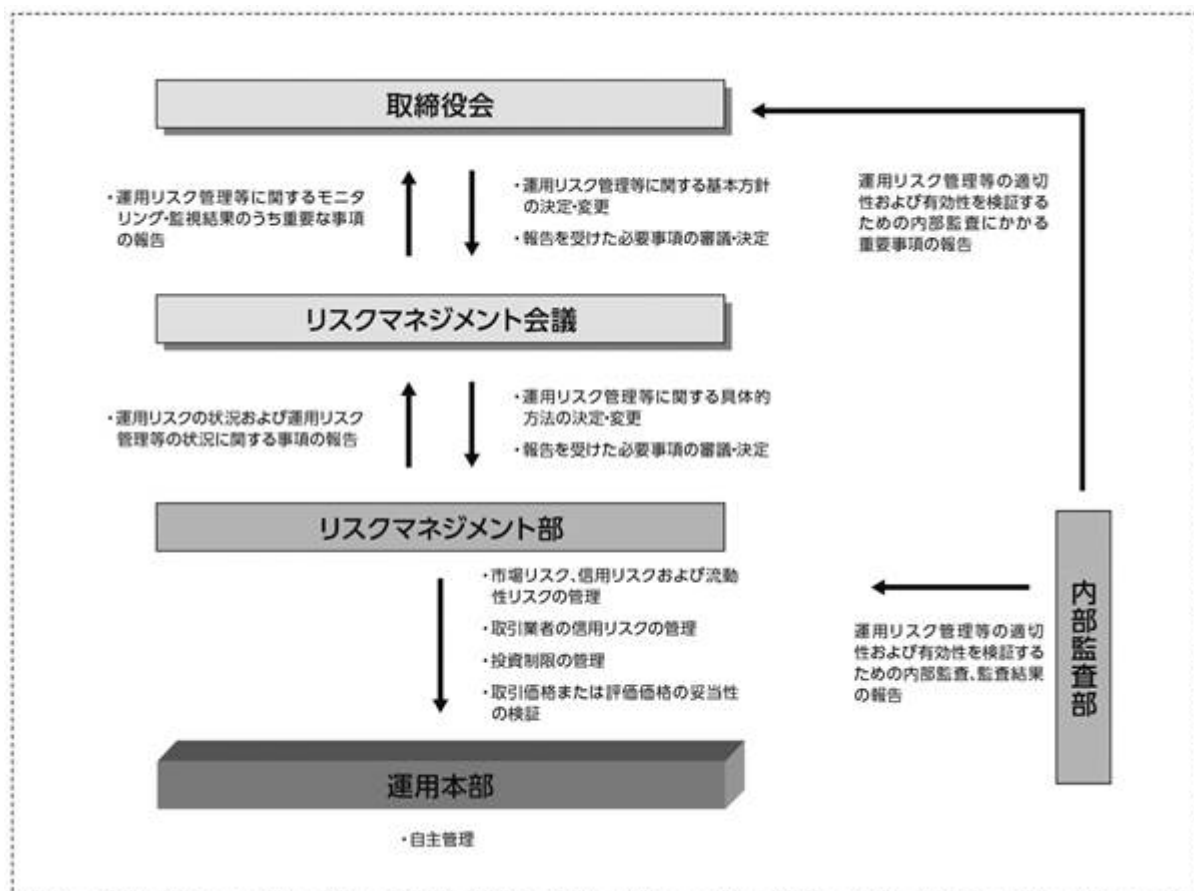 取締役会
・運用リスク管理等に関するモニタ
リング・監視結果のうち重要な事項
の報告
・運用リスク管理等に関する基本方針
の決定・変更
・報告を受けた必要事項の審議・決定
運用リスク管理等の適切
性および有効性を検証する
ための内部監査にかかる
重要事項の報告
リスクマネジメント会議
・運用リスクの状況および運用リスク
管理等の状況に関する事項の報告
・運用リスク管理等に関する具体的
方法の決定・変更
・報告を受けた必要事項の審議・決定
リスクマネジメント部
・市場リスク、信用リスクおよび流動
性リスクの管理
・取引業者の信用リスクの管理
・投資制限の管理
・取引価格または評価価格の妥当性
の検証
運用リスク管理等の適切
性および有効性を検証する
ための内部監査、監査結果
の報告
内部監査部
運用本部
・自主管理